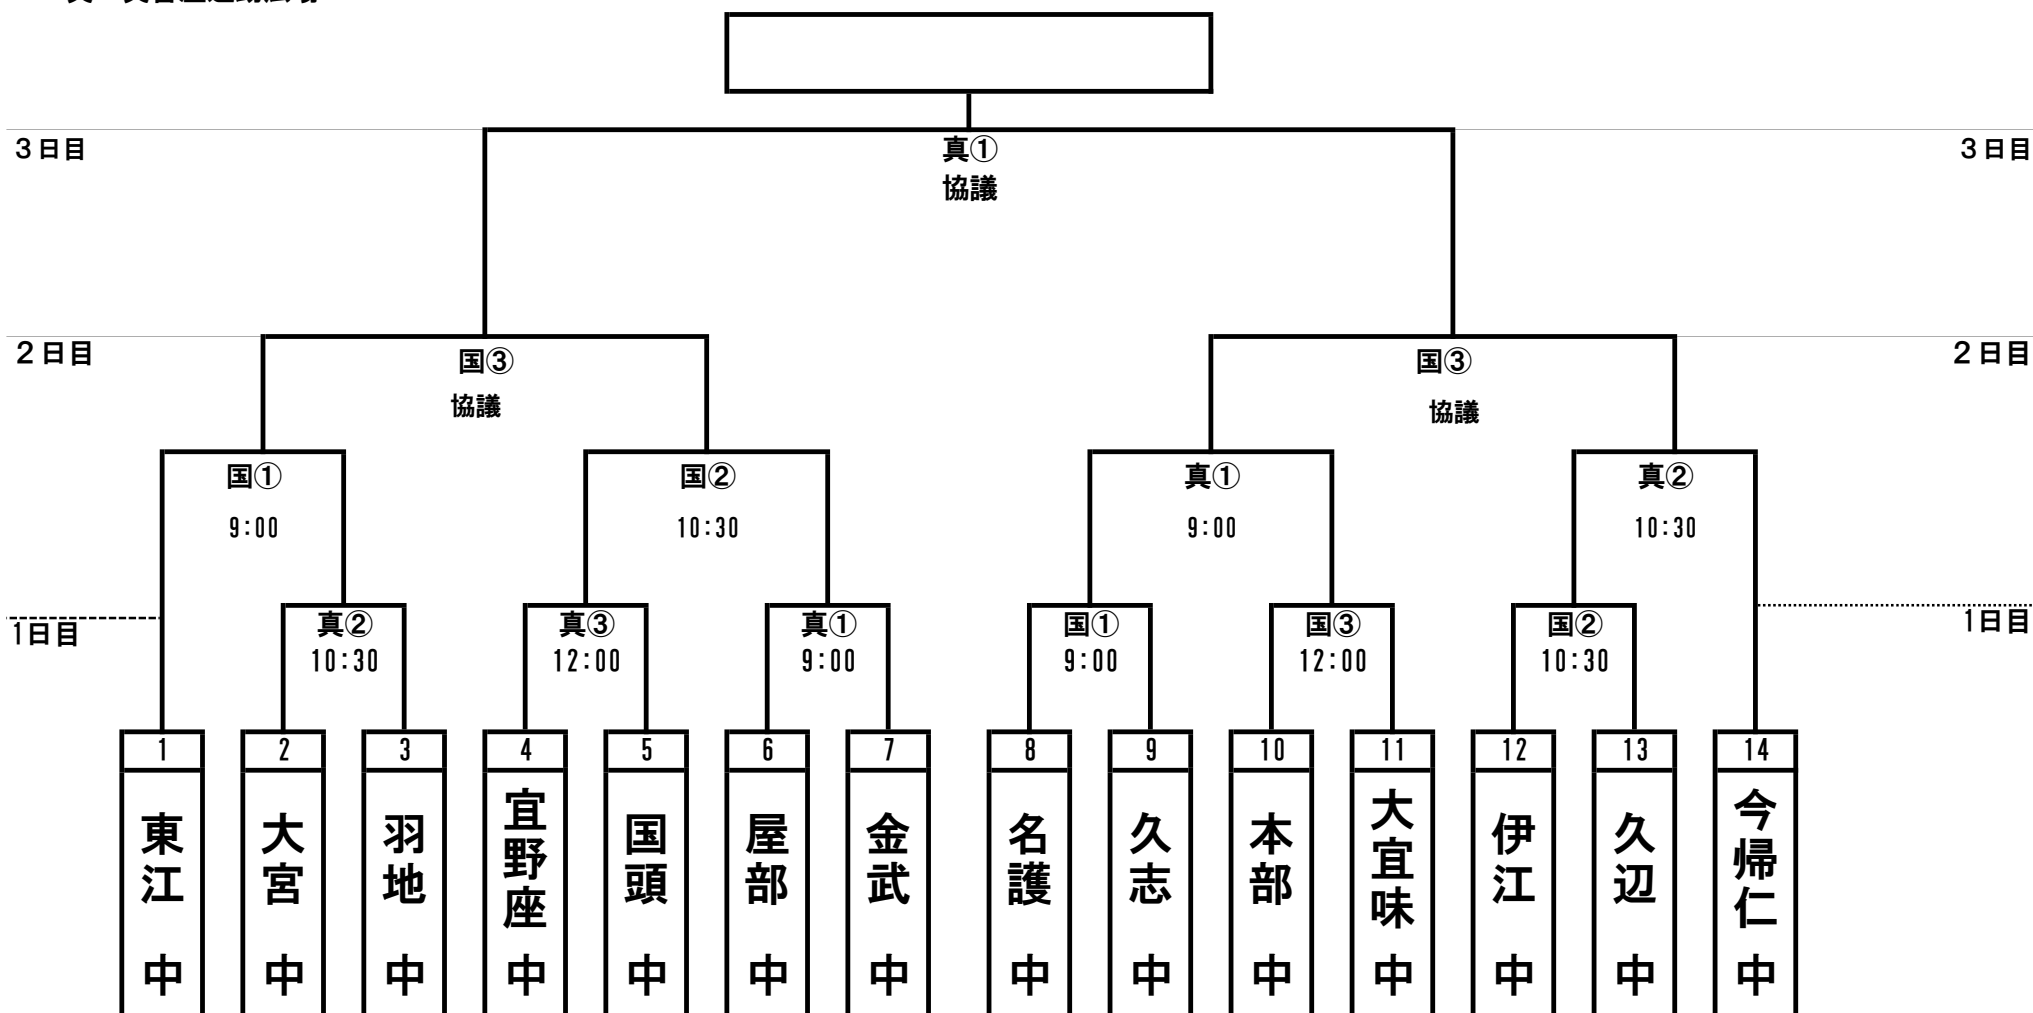 3日目
真①
3日目
協議
2日目
国③
国③
2日目
協議
協議
国①
国②
真①
真②
9:00
10:30
9:00
10:30
1日目
真②
真③
真①
国①
国③
国②
1日目
10:30
12:00
9:00
9:00
12:00
10:30
1
2
3
4
5
6
7
8
9
10
11
12
13
14
東江中
大宮中
羽地中
宜野座中
国頭中
屋部中
金武中
名護中
久志中
本部中
大宜味中
伊江中
久辺中
今帰仁中